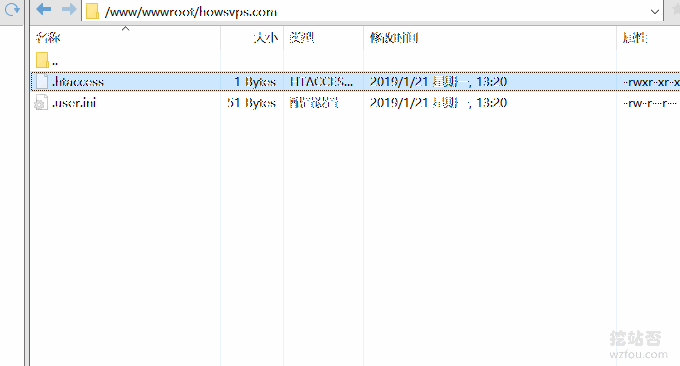 /www/wwwroot/howsvps.com
名称 大小 类型 修改时间 属性
..
.htaccess 1 Bytes HTACCES... 2019/1/21 星期一, 13:20 -rwxr-xr-x
.user.ini 51 Bytes 配置设置 2019/1/21 星期一, 13:20 -rw-r--r--
挖站否
wzfou.com